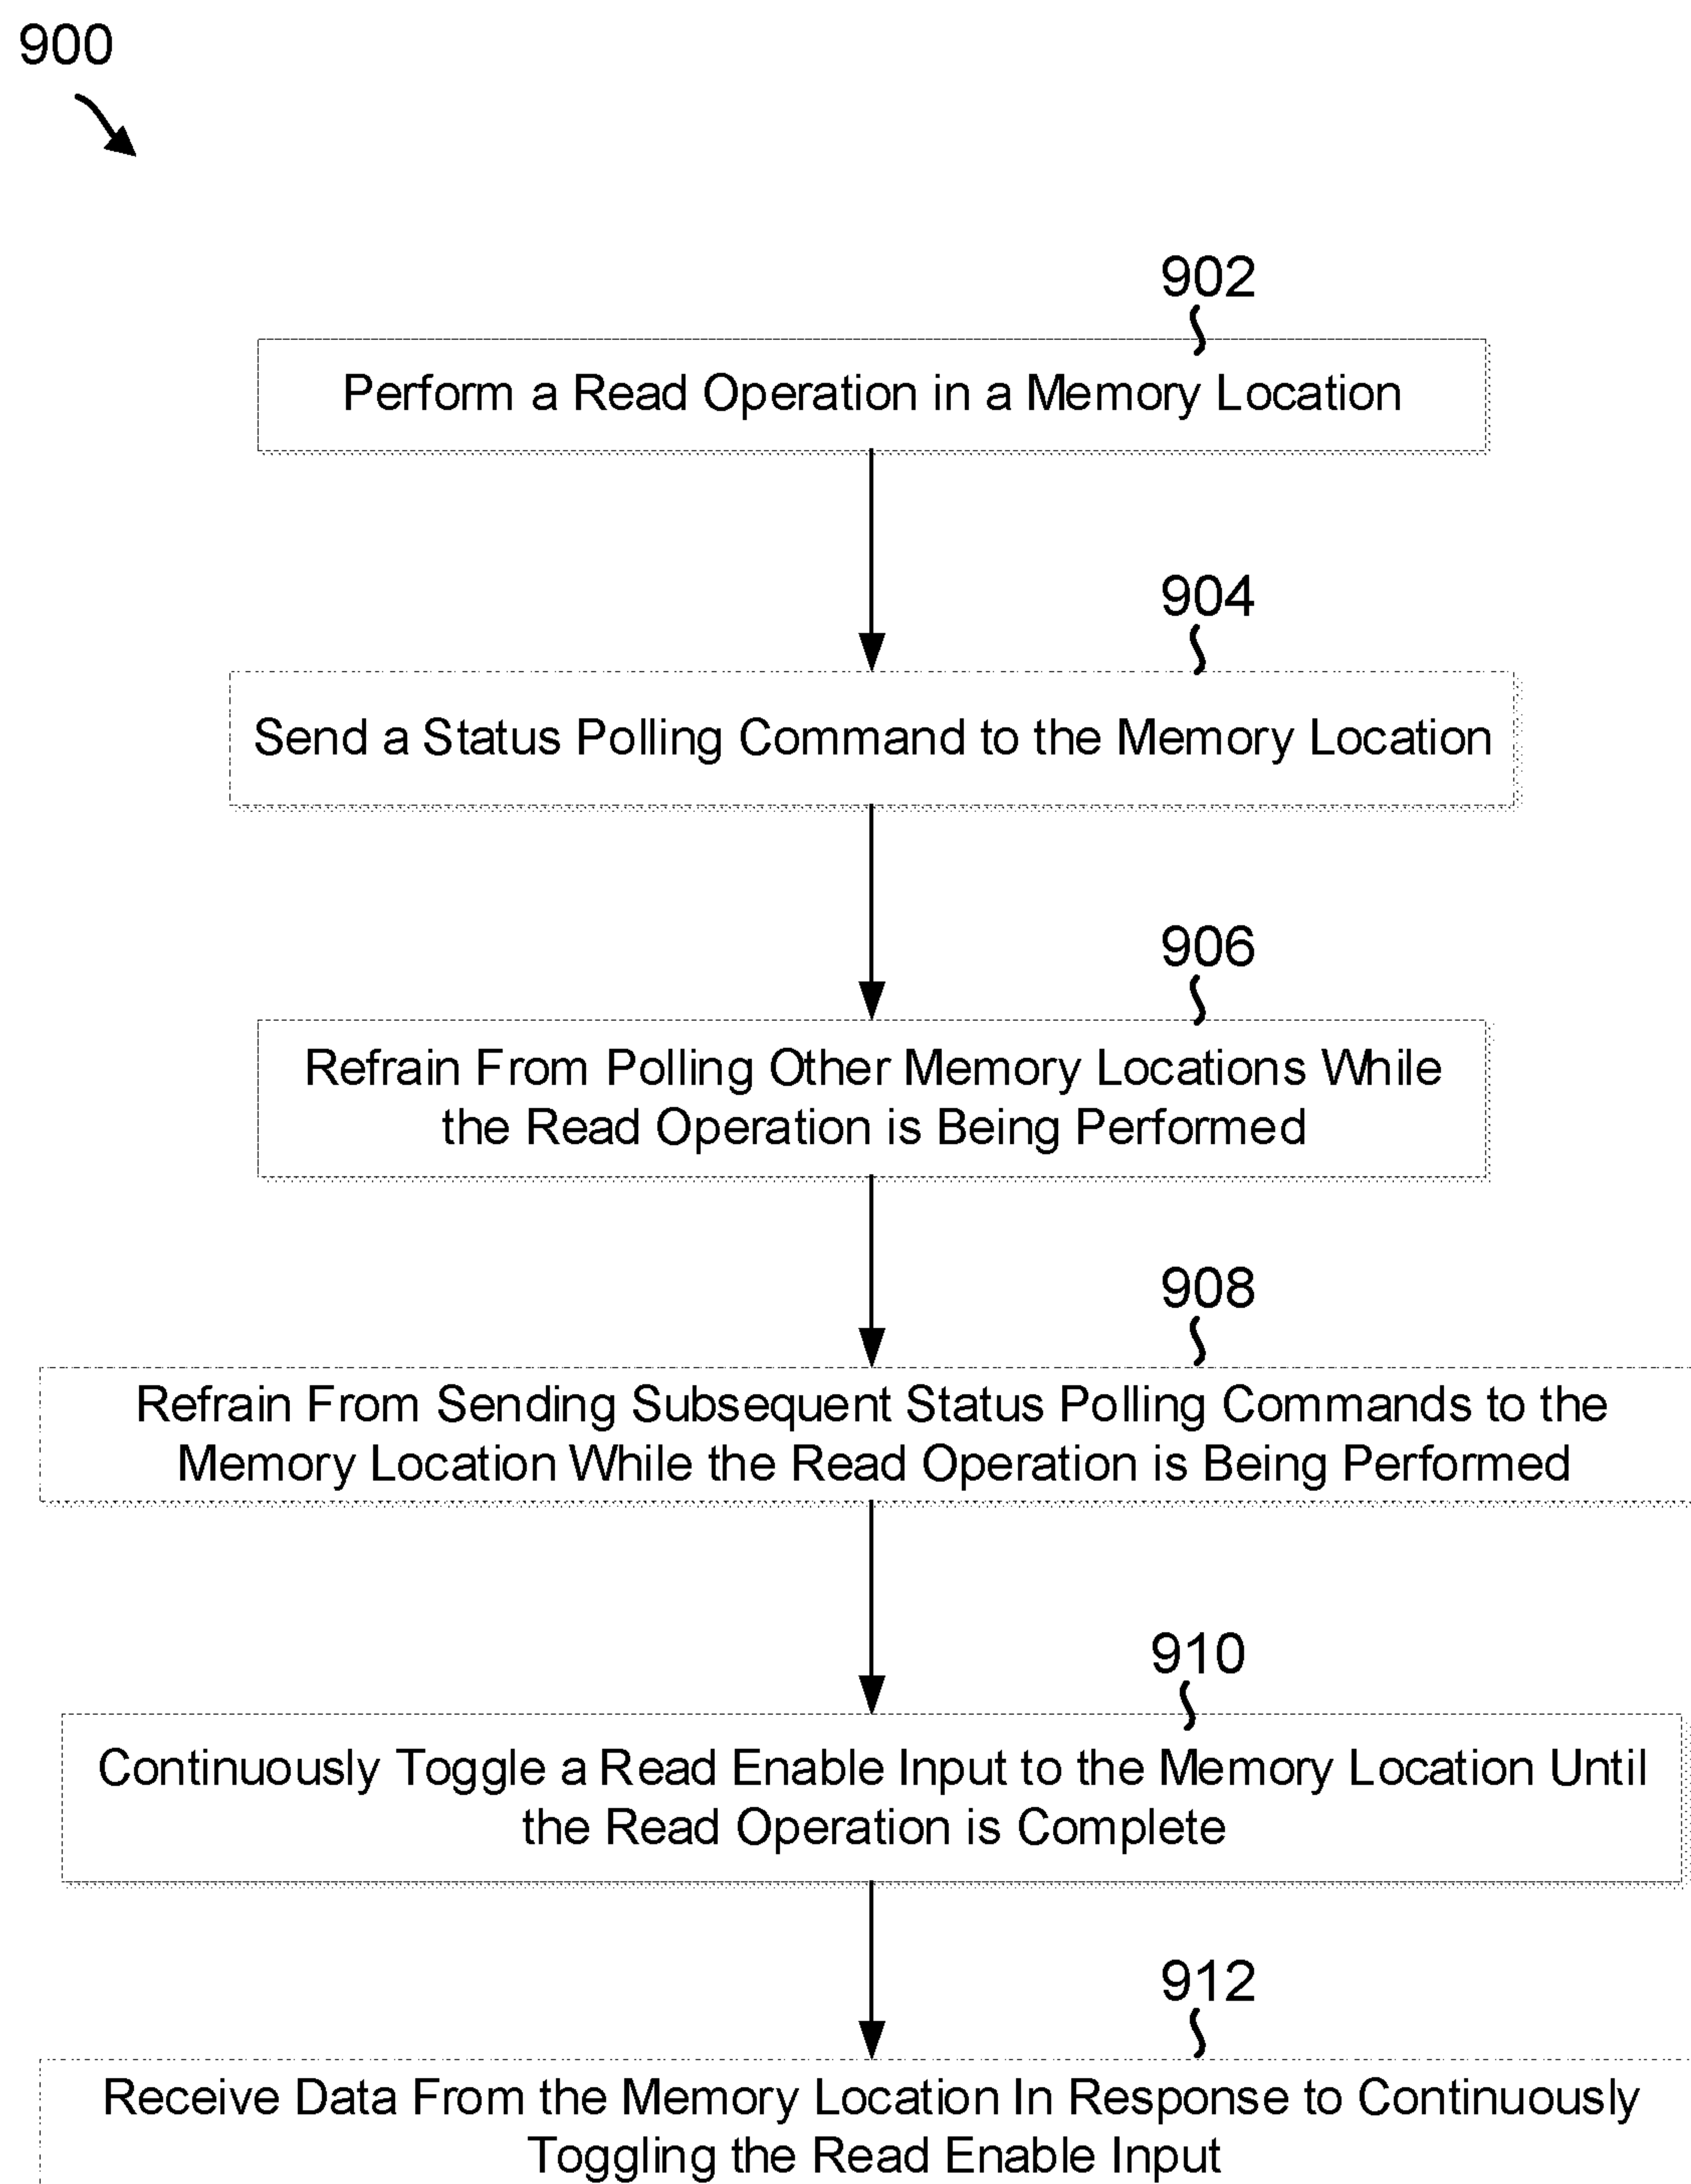 900
902
Perform a Read Operation in a Memory Location
904
Send a Status Polling Command to the Memory Location
906
Refrain From Polling Other Memory Locations While
the Read Operation is Being Performed
908
Refrain From Sending Subsequent Status Polling Commands to the
Memory Location While the Read Operation is Being Performed
910
Continuously Toggle a Read Enable Input to the Memory Location Until
the Read Operation is Complete
912
Receive Data From the Memory Location In Response to Continuously
Toggling the Read Enable Input